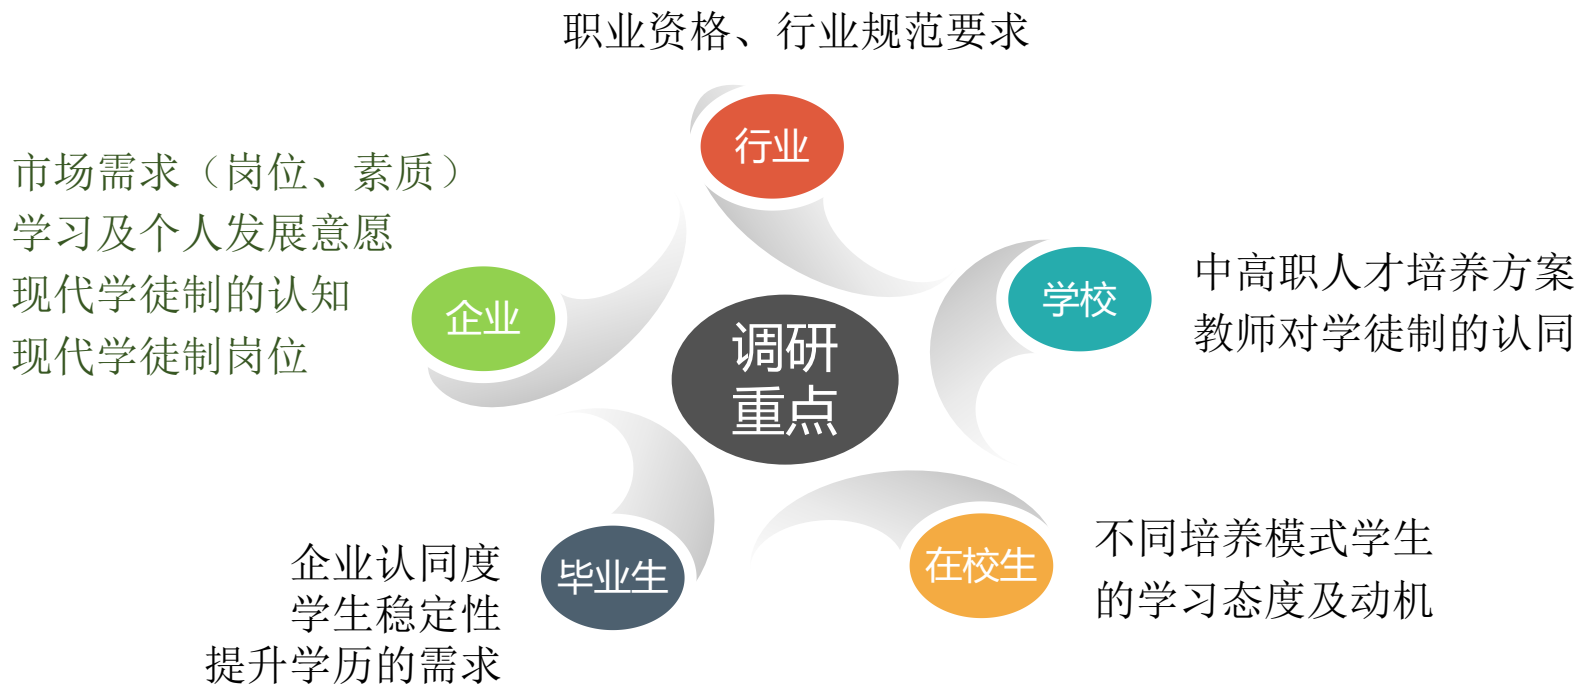 职业资格、行业规范要求
行业
市场需求（岗位、素质）
学习及个人发展意愿
现代学徒制的认知
现代学徒制岗位
企业
学校
中高职人才培养方案
教师对学徒制的认同
调研
重点
企业认同度
学生稳定性
提升学历的需求
毕业生
在校生
不同培养模式学生
的学习态度及动机